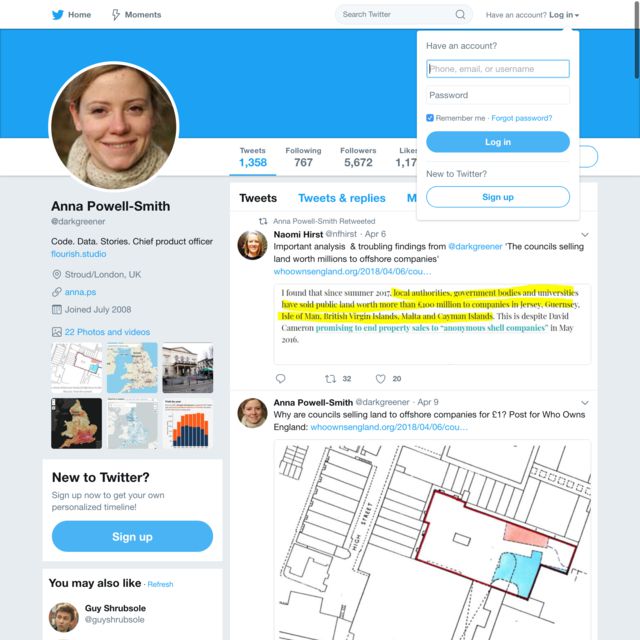 Home
Moments
Search Twitter
Have an account? Log in
Have an account?
Phone, email, or username
Password
Remember me · Forgot password?
Log in
New to Twitter?
Sign up
Tweets
1,358
Following
767
Followers
5,672
Likes
1,17
Anna Powell-Smith
@darkgreener
Code. Data. Stories. Chief product officer
flourish.studio
Stroud/London, UK
anna.ps
Joined July 2008
22 Photos and videos
New to Twitter?
Sign up now to get your own
personalized timeline!
Sign up
You may also like · Refresh
Guy Shrubsole
@guyshrubsole
Tweets
Tweets & replies
M
Anna Powell-Smith Retweeted
Naomi Hirst @nfhirst · Apr 6
Important analysis & troubling findings from @darkgreener 'The councils selling
land worth millions to offshore companies'
whoownsengland.org/2018/04/06/cou…
I found that since summer 2017, local authorities, government bodies and universities
have sold public land worth more than £100 million to companies in Jersey, Guernsey,
Isle of Man, British Virgin Islands, Malta and Cayman Islands. This is despite David
Cameron promising to end property sales to "anonymous shell companies" in May
2016.
32
20
Anna Powell-Smith @darkgreener · Apr 9
Why are councils selling land to offshore companies for £1? Post for Who Owns
England: whoownsengland.org/2018/04/06/cou…
HIGH STREET